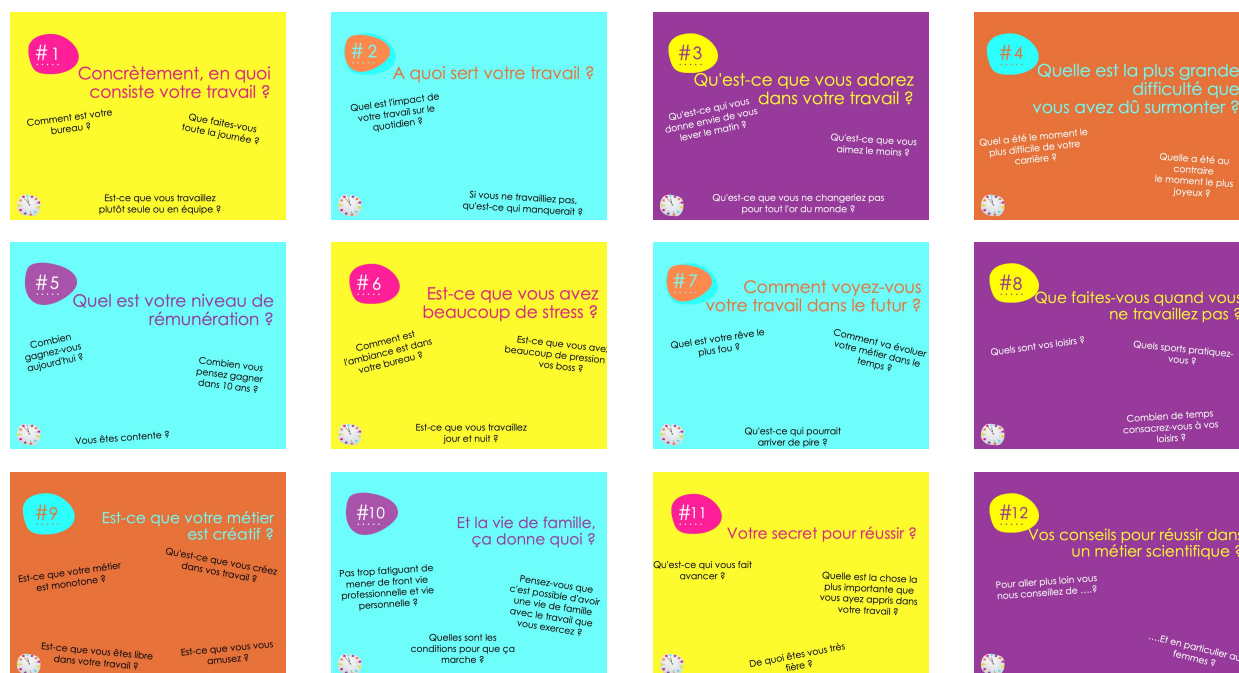 #1
Concrètement, en quoi
consiste votre travail ?
Comment est votre
bureau ?
Que faites-vous
toute la journée ?
Est-ce que vous travaillez
plutôt seule ou en équipe ?
#2
A quoi sert votre travail ?
Quel est l'impact de
votre travail sur le
quotidien ?
Si vous ne travailliez pas,
qu'est-ce qui manquerait ?
#3
Qu'est-ce que vous adorez
dans votre travail ?
Qu'est-ce qui vous
donne envie de vous
lever le matin ?
Qu'est-ce que vous
aimez le moins ?
Qu'est-ce que vous ne changeriez pas
pour tout l'or du monde ?
#4
Quelle est la plus grande
difficulté que
vous avez dû surmonter ?
Quel a été le moment le
plus difficile de votre
carrière ?
Quelle a été au
contraire
le moment le plus
joyeux ?
#5
Quel est votre niveau de
rémunération ?
Combien
gagnez-vous
aujourd'hui ?
Combien vous
pensez gagner
dans 10 ans ?
Vous êtes contente ?
#6
Est-ce que vous avez
beaucoup de stress ?
Comment est
l'ambiance est dans
votre bureau ?
Est-ce que vous ave
beaucoup de pression
vos boss ?
Est-ce que vous travaillez
jour et nuit ?
#7
Comment voyez-vous
votre travail dans le futur ?
Quel est votre rêve le
plus fou ?
Comment va évoluer
votre métier dans le
temps ?
Qu'est-ce qui pourrait
arriver de pire ?
#8
Que faites-vous quand vous
ne travaillez pas ?
Quels sont vos loisirs ?
Quels sports pratiquez-
vous ?
Combien de temps
consacrez-vous à vos
loisirs ?
#9
Est-ce que votre métier
est créatif ?
Est-ce que votre métier
est monotone ?
Qu'est-ce que vous créez
dans vos travail ?
Est-ce que vous êtes libre
dans votre travail ?
Est-ce que vous vous
amusez ?
#10
Et la vie de famille,
ça donne quoi ?
Pas trop fatiguant de
mener de front vie
professionnelle et vie
personnelle ?
Pensez-vous que
c'est possible d'avoir
une vie de famille
avec le travail que
vous exercez ?
Quelles sont les
conditions pour que ça
marche ?
#11
Votre secret pour réussir ?
Qu'est-ce qui vous fait
avancer ?
Quelle est la chose la
plus importante que
vous ayez appris dans
votre travail ?
De quoi êtes vous très
fière ?
#12
Vos conseils pour réussir dans
un métier scientifique ?
Pour aller plus loin vous
nous conseillez de ....?
....Et en particulier au
femmes ?